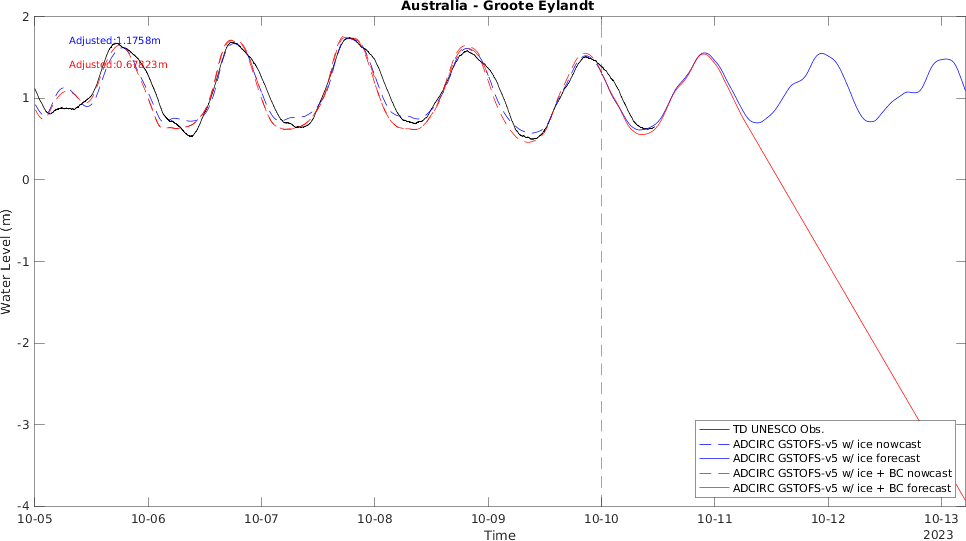 Australia - Groote Eylandt
2
Adjusted:1.1758m
Adjusted:0.67823m
1
0
-1
-2
-3
-4
Water Level (m)
TD UNESCO Obs.
ADCIRC GSTOFS-v5 w/ ice nowcast
ADCIRC GSTOFS-v5 w/ ice forecast
ADCIRC GSTOFS-v5 w/ ice + BC nowcast
ADCIRC GSTOFS-v5 w/ ice + BC forecast
10-05 10-06 10-07 10-08 10-09 10-10 10-11 10-12 10-13
Time 2023